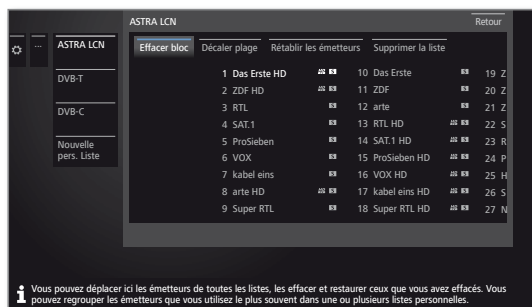 ASTRA LCN
Retour
...
ASTRA LCN
DVB-T
DVB-C
Nouvelle
pers. Liste
Effacer bloc
Décaler plage
Rétablir les émetteurs
Supprimer la liste
1 Das Erste HD
2 ZDF HD
3 RTL
4 SAT.1
5 ProSieben
6 VOX
7 kabel eins
8 arte HD
9 Super RTL
10 Das Erste
11 ZDF
12 arte
13 RTL HD
14 SAT.1 HD
15 ProSieben HD
16 VOX HD
17 kabel eins HD
18 Super RTL HD
19 Z
20 Z
21 Z
22 S
23 R
24 P
25 H
26 S
27 N
Vous pouvez déplacer ici les émetteurs de toutes les listes, les effacer et restaurer ceux que vous avez effacés. Vous
pouvez regrouper les émetteurs que vous utilisez le plus souvent dans une ou plusieurs listes personnelles.